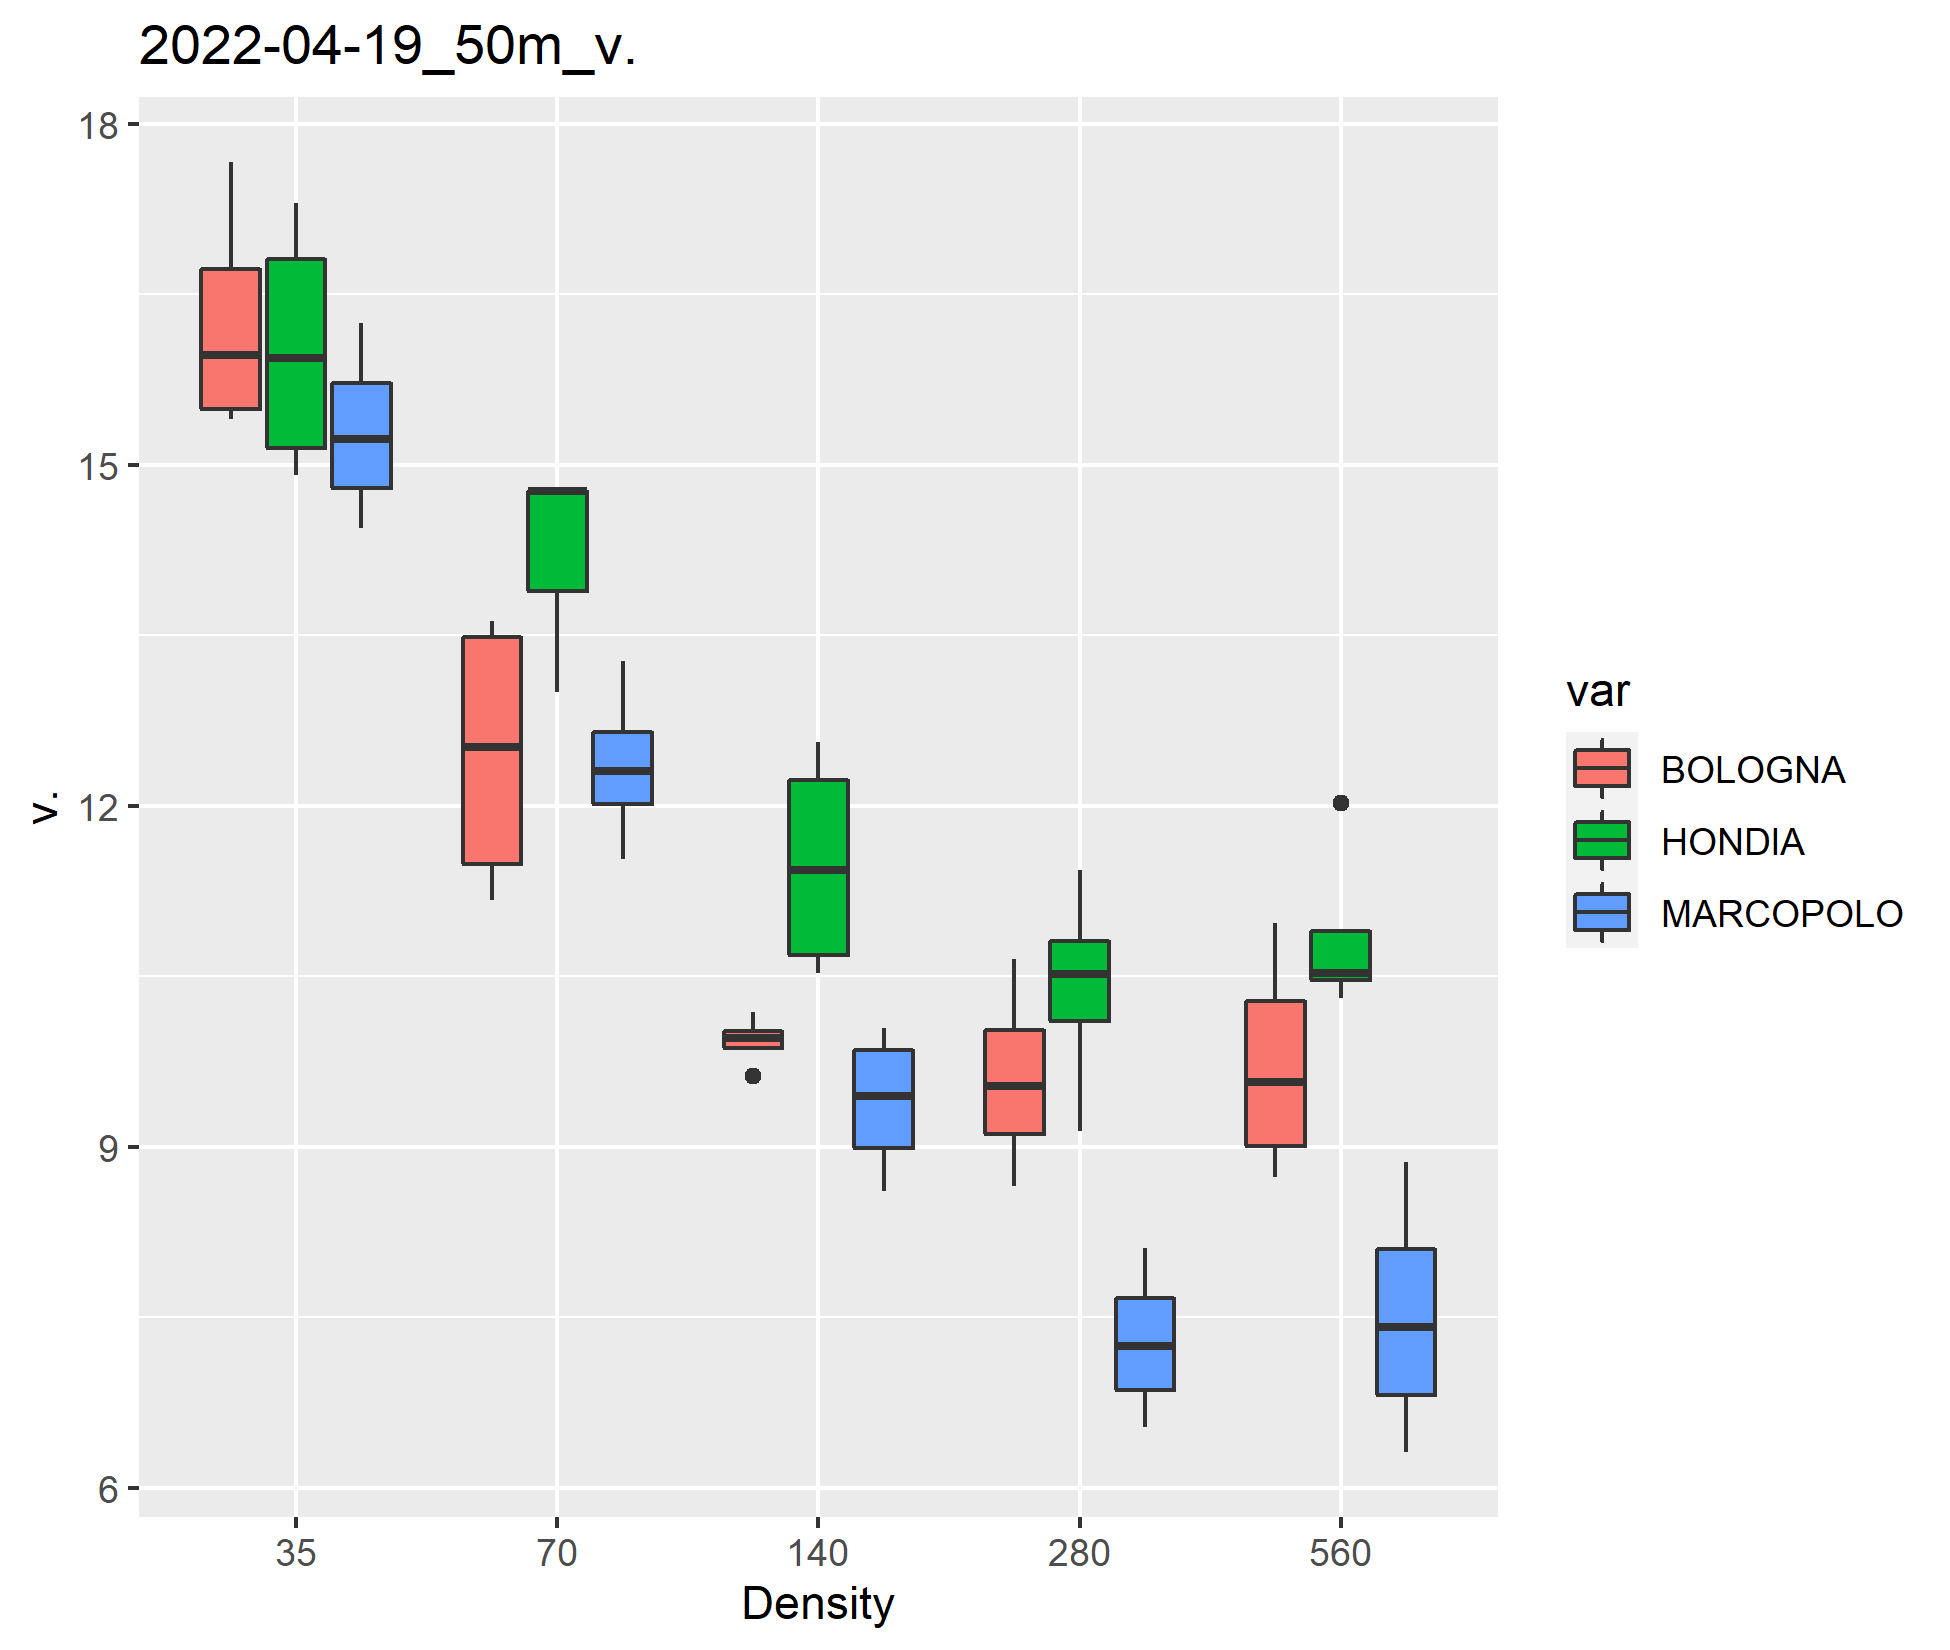 2022-04-19_50m_v.
18
15
12
9
6
v.
35 70 140 280 560
Density
var
BOLOGNA
HONDIA
MARCOPOLO